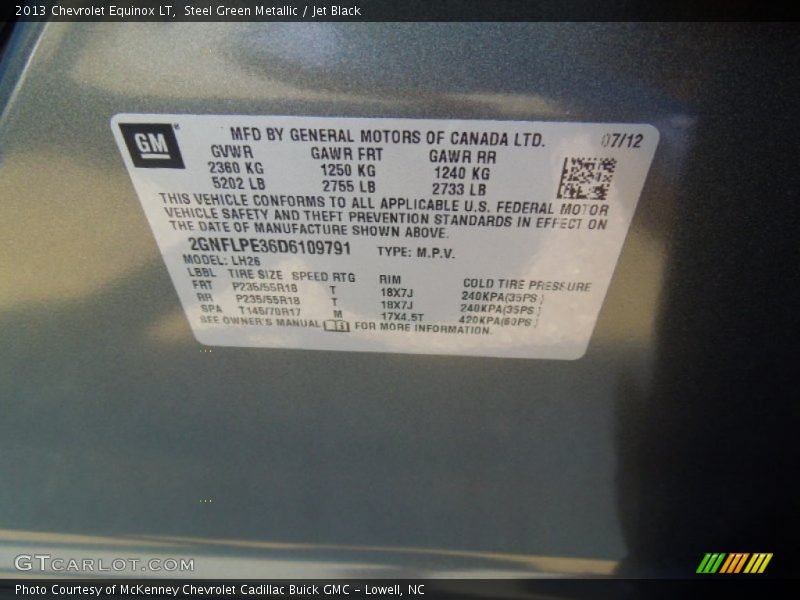 2013 Chevrolet Equinox LT, Steel Green Metallic / Jet Black
GM
MFD BY GENERAL MOTORS OF CANADA LTD. 07/12
GVWR GAWR FRT GAWR RR
2360 KG 1250 KG 1240 KG
5202 LB 2755 LB 2733 LB
THIS VEHICLE CONFORMS TO ALL APPLICABLE U.S. FEDERAL MOTOR
VEHICLE SAFETY AND THEFT PREVENTION STANDARDS IN EFFECT ON
THE DATE OF MANUFACTURE SHOWN ABOVE.
2GNFLPE36D6109791 TYPE: M.P.V.
MODEL: LH26
LBBL TIRE SIZE SPEED RTG RIM COLD TIRE PRESSURE
FRT P235/55R18 T 18X7J 240KPA(35PSI)
RR P235/55R18 T 18X7J 240KPA(35PSI)
SPA T145/70R17 M 17X4.5T 420KPA(60PSI)
SEE OWNER'S MANUAL FOR MORE INFORMATION.
GTCARLOT.COM
Photo Courtesy of McKenney Chevrolet Cadillac Buick GMC - Lowell, NC